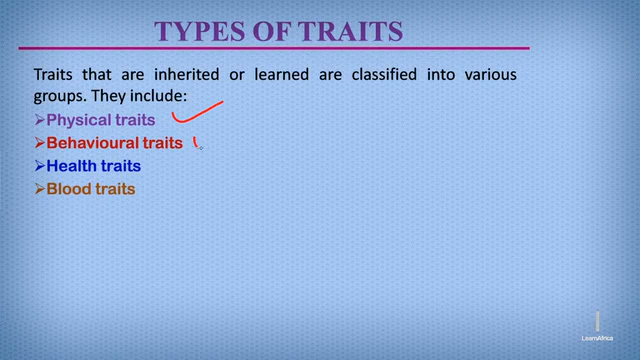 TYPES OF TRAITS
Traits that are inherited or learned are classified into various
groups. They include:
➢Physical traits
➢Behavioural traits
➢Health traits
➢Blood traits
LearnAfrica